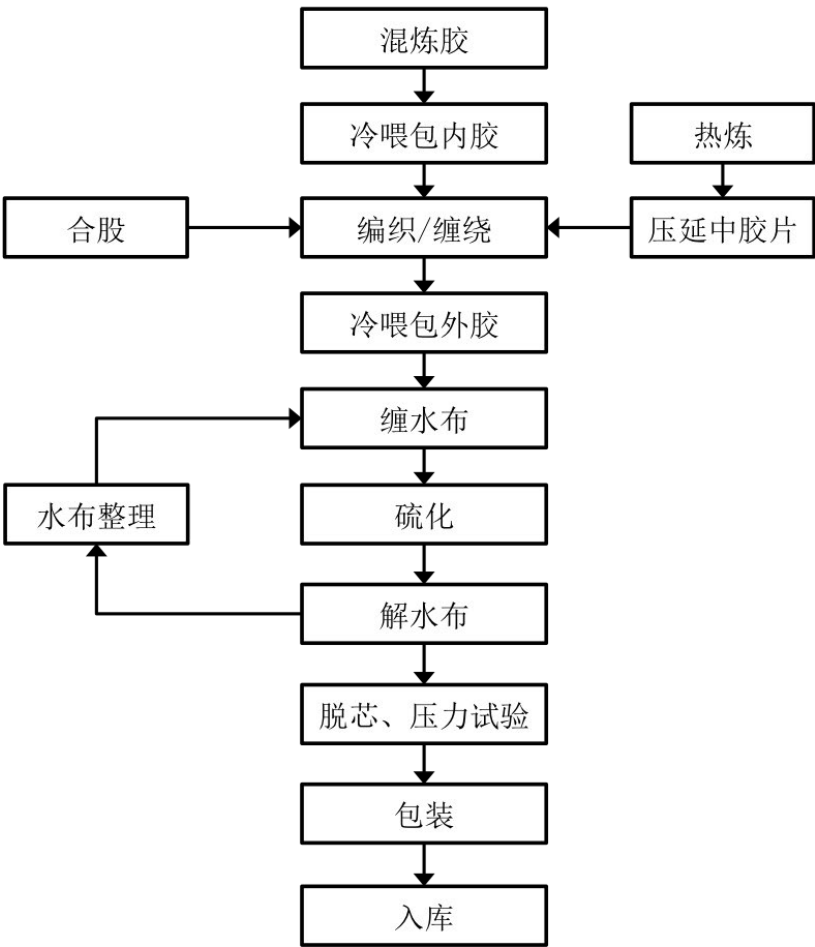 混炼胶
冷喂包内胶
热炼
合股
编织/缠绕
压延中胶片
冷喂包外胶
缠水布
水布整理
硫化
解水布
脱芯、压力试验
包装
入库